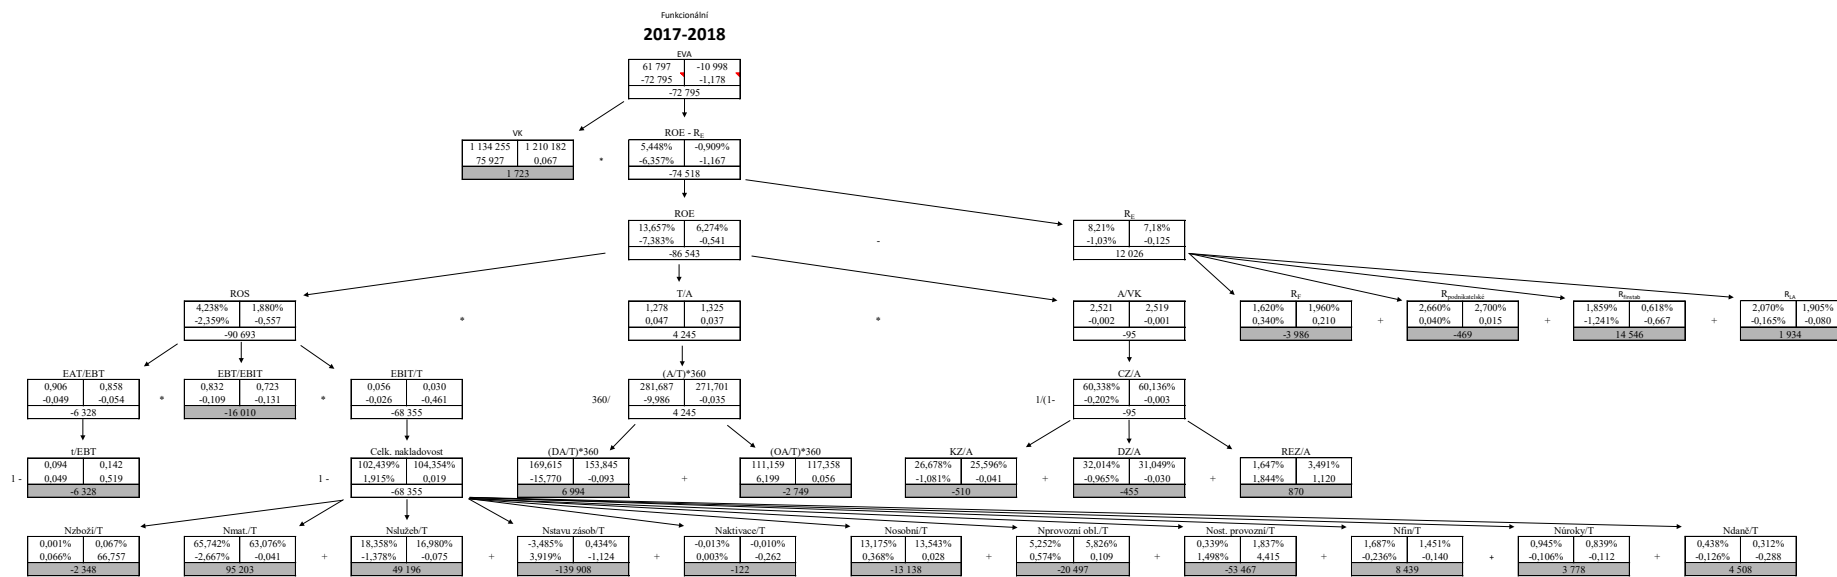 Funkcionální
2017-2018
EVA
61 797 -10 998
-72 795 -1,178
-72 795
VK ROE - RE
1 134 255 1 210 182 5,448% -0,909%
75 927 0,067 * -6,357% -1,167
1 723 -74 518
ROE RE
13,657% 6,274% 8,21% 7,18%
-7,383% -0,541 - -1,03% -0,125
-86 543 12 026
ROS T/A A/VK RF Rpodnikatelské Rfinstab RLA
4,238% 1,880% 1,278 1,325 2,521 2,519 1,620% 1,960% 2,660% 2,700% 1,859% 0,618% 2,070% 1,905%
-2,359% -0,557 * 0,047 0,037 * -0,002 -0,001 0,340% 0,210 + 0,040% 0,015 + -1,241% -0,667 + -0,165% -0,080
-90 693 4 245 -95 -3 986 -469 14 546 1 934
EAT/EBT EBT/EBIT EBIT/T (A/T)*360 CZ/A
0,906 0,858 0,832 0,723 0,056 0,030 281,687 271,701 60,338% 60,136%
-0,049 -0,054 * -0,109 -0,131 * -0,026 -0,461 360/ -9,986 -0,035 1/(1- -0,202% -0,003
-6 328 -16 010 -68 355 4 245 -95
t/EBT Celk. nakladovost (DA/T)*360 (OA/T)*360 KZ/A DZ/A REZ/A
0,094 0,142 102,439% 104,354% 169,615 153,845 111,159 117,358 26,678% 25,596% 32,014% 31,049% 1,647% 3,491%
1 - 0,049 0,519 1 - 1,915% 0,019 -15,770 -0,093 + 6,199 0,056 -1,081% -0,041 + -0,965% -0,030 + 1,844% 1,120
-6 328 -68 355 6 994 -2 749 -510 -455 870
Nzboží/T Nmat./T Nslužeb/T Nstavu zásob/T Naktivace/T Nosobní/T Nprovozní obl./T Nost. provozní/T Nfin/T Núroky/T Ndaně/T
0,001% 0,067% 65,742% 63,076% 18,358% 16,980% -3,485% 0,434% -0,013% -0,010% 13,175% 13,543% 5,252% 5,826% 0,339% 1,837% 1,687% 1,451% 0,945% 0,839% 0,438% 0,312%
0,066% 66,757 -2,667% -0,041 + -1,378% -0,075 + 3,919% -1,124 + 0,003% -0,262 0,368% 0,028 + 0,574% 0,109 + 1,498% 4,415 + -0,236% -0,140 + -0,106% -0,112 + -0,126% -0,288
-2 348 95 203 49 196 -139 908 -122 -13 138 -20 497 -53 467 8 439 3 778 4 508